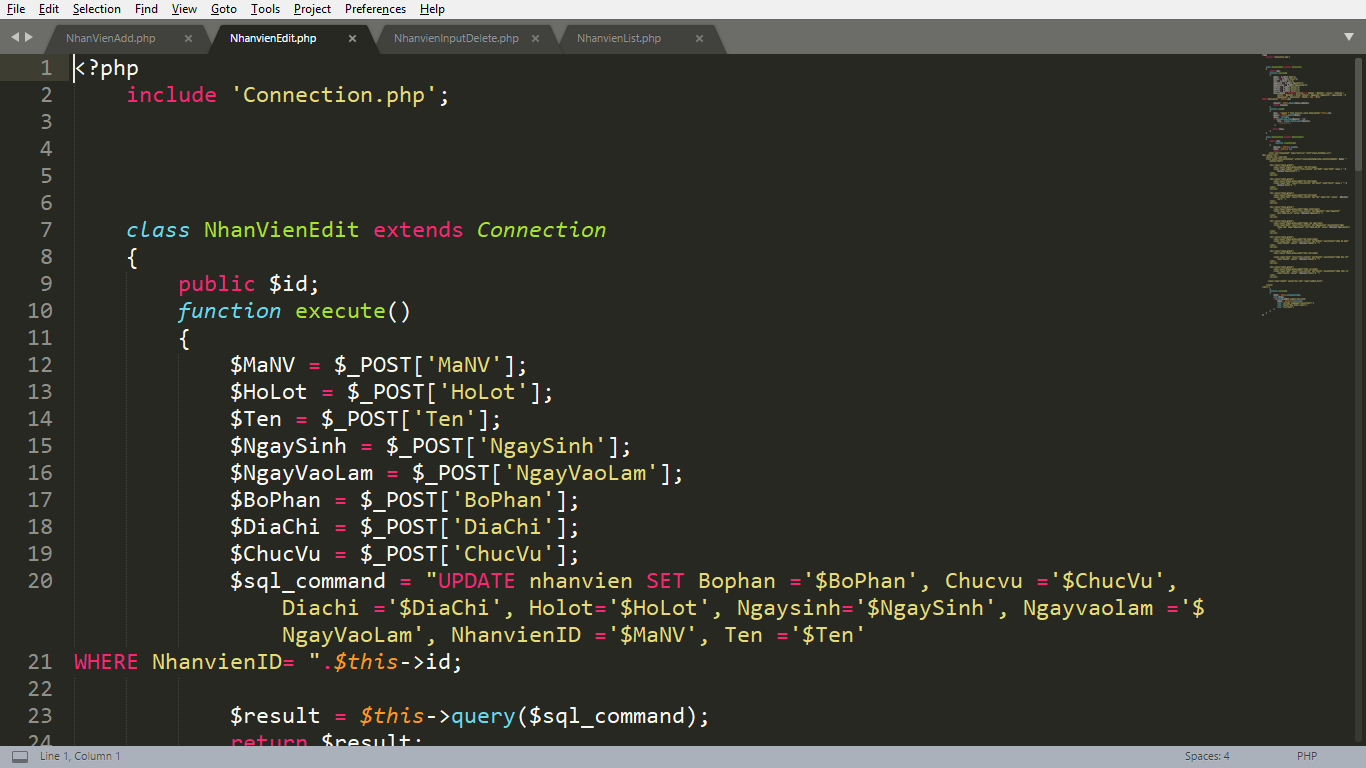 File Edit Selection Find View Goto Tools Project Preferences Help
NhanVienAdd.php × NhanvienEdit.php × NhanvienInputDelete.php × NhanvienList.php ×
1 <?php
2 include 'Connection.php';
3
4
5
6
7 class NhanVienEdit extends Connection
8 {
9 public $id;
10 function execute()
11 {
12 $MaNV = $_POST['MaNV'];
13 $HoLot = $_POST['HoLot'];
14 $Ten = $_POST['Ten'];
15 $NgaySinh = $_POST['NgaySinh'];
16 $NgayVaoLam = $_POST['NgayVaoLam'];
17 $BoPhan = $_POST['BoPhan'];
18 $DiaChi = $_POST['DiaChi'];
19 $ChucVu = $_POST['ChucVu'];
20 $sql_command = "UPDATE nhanvien SET Bophan ='$BoPhan', Chucvu ='$ChucVu',
Diachi ='$DiaChi', Holot='$HoLot', Ngaysinh='$NgaySinh', Ngayvaolam ='$
NgayVaoLam', NhanvienID ='$MaNV', Ten ='$Ten'
21 WHERE NhanvienID= ".$this->id;
22
23 $result = $this->query($sql_command);
24 return $result;
Line 1, Column 1 Spaces: 4 PHP